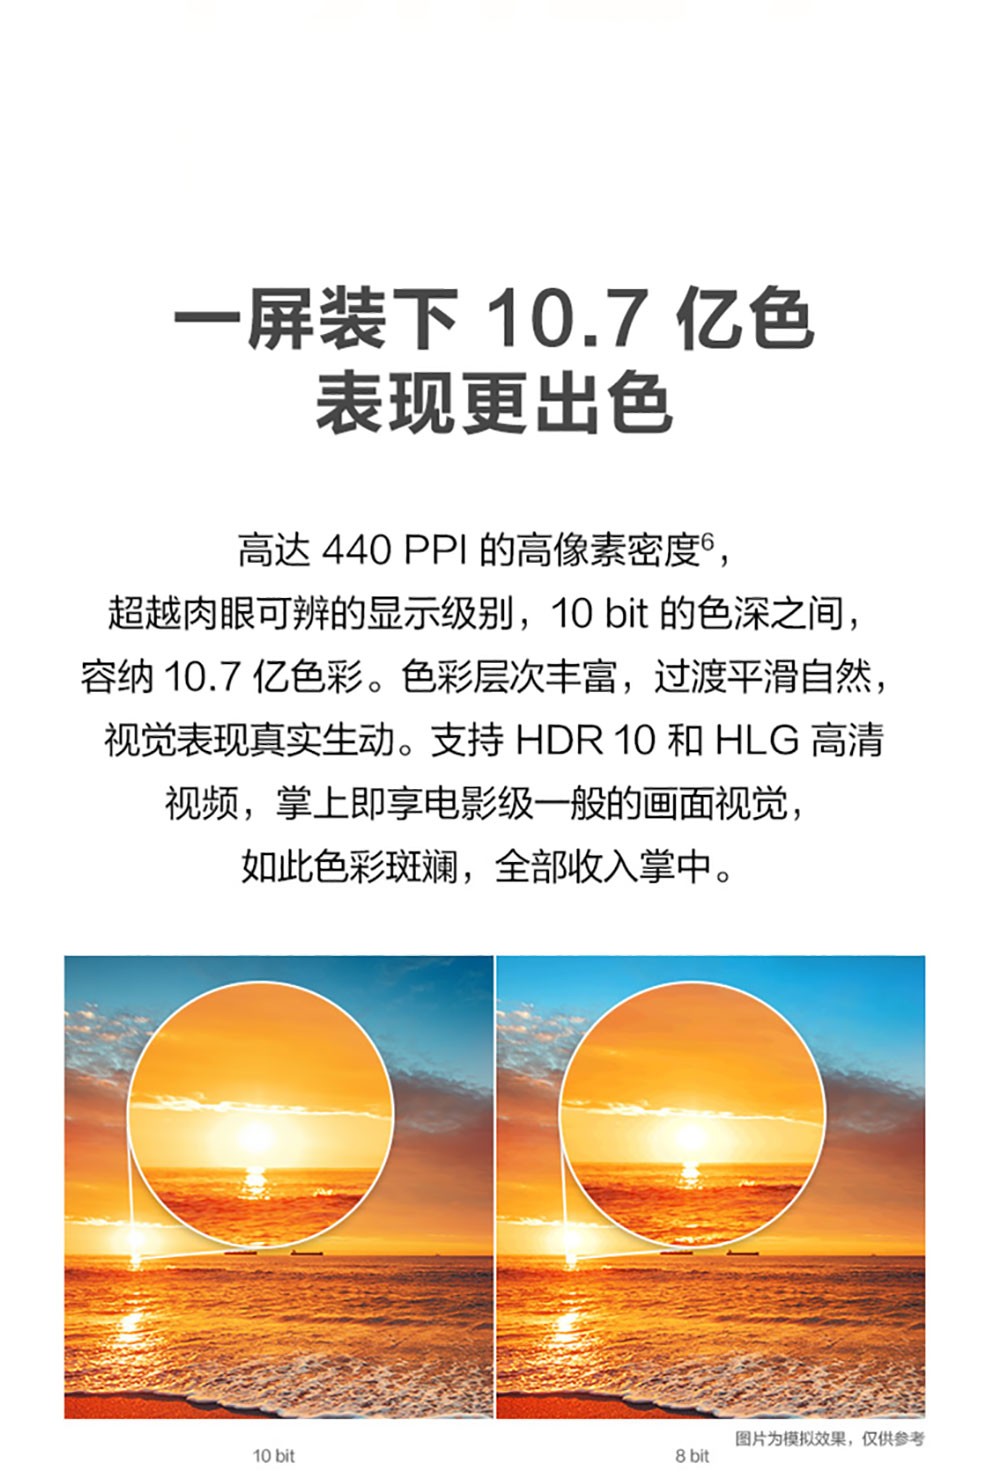 一屏装下 10.7 亿色
表现更出色
高达 440 PPI 的高像素密度6，
超越肉眼可辨的显示级别，10 bit 的色深之间，
容纳 10.7 亿色彩。色彩层次丰富，过渡平滑自然，
视觉表现真实生动。支持 HDR 10 和 HLG 高清
视频，掌上即享电影级一般的画面视觉，
如此色彩斑斓，全部收入掌中。
图片为模拟效果，仅供参考
10 bit
8 bit